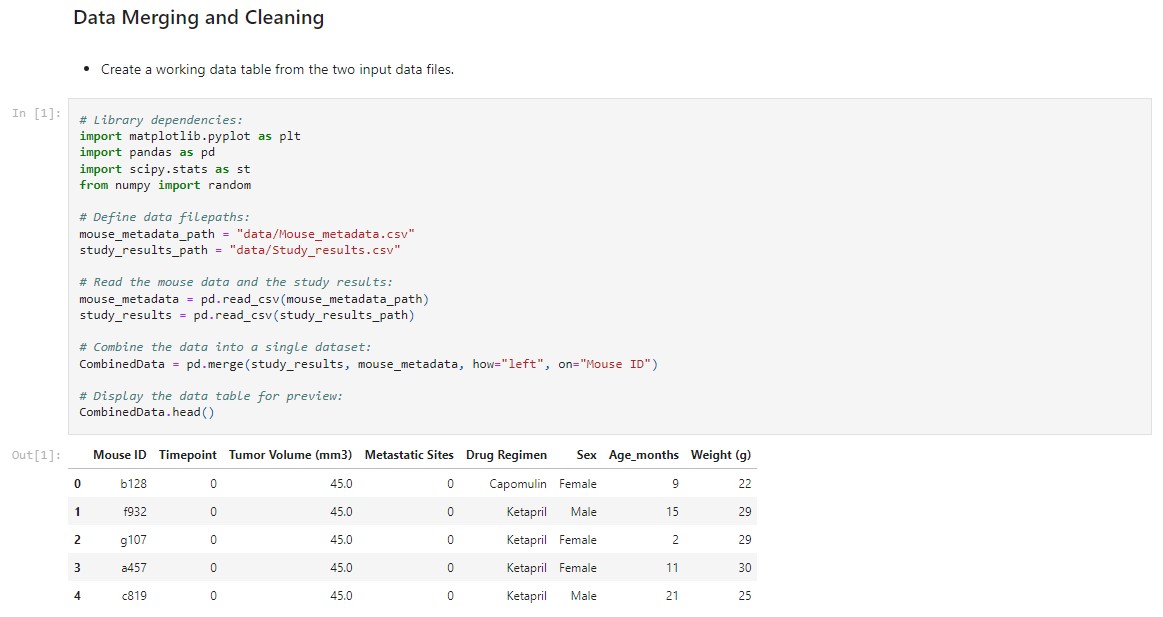 Data Merging and Cleaning
• Create a working data table from the two input data files.
In [1]:
# Library dependencies:
import matplotlib.pyplot as plt
import pandas as pd
import scipy.stats as st
from numpy import random
# Define data filepaths:
mouse_metadata_path = "data/Mouse_metadata.csv"
study_results_path = "data/Study_results.csv"
# Read the mouse data and the study results:
mouse_metadata = pd.read_csv(mouse_metadata_path)
study_results = pd.read_csv(study_results_path)
# Combine the data into a single dataset:
CombinedData = pd.merge(study_results, mouse_metadata, how="left", on="Mouse ID")
# Display the data table for preview:
CombinedData.head()
Out[1]:
Mouse ID Timepoint Tumor Volume (mm3) Metastatic Sites Drug Regimen Sex Age_months Weight (g)
0 b128 0 45.0 0 Capomulin Female 9 22
1 f932 0 45.0 0 Ketapril Male 15 29
2 g107 0 45.0 0 Ketapril Female 2 29
3 a457 0 45.0 0 Ketapril Female 11 30
4 c819 0 45.0 0 Ketapril Male 21 25